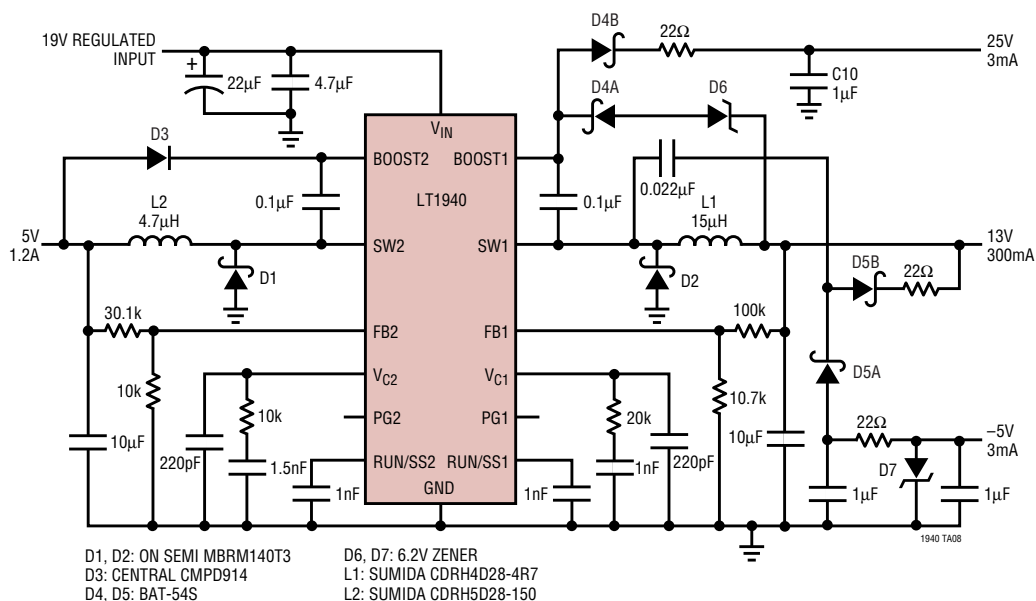 19V REGULATED
INPUT
+
22µF
4.7µF
D4B
22Ω
25V
3mA
C10
1µF
D4A
D6
D3
VIN
BOOST2
BOOST1
LT1940
0.1µF
0.1µF
0.022µF
L2
4.7µH
L1
15µH
5V
1.2A
SW2
SW1
13V
300mA
D1
D2
D5B
22Ω
30.1k
FB2
FB1
100k
VC2
VC1
D5A
10k
10k
PG2
PG1
20k
10.7k
22Ω
–5V
3mA
10µF
220pF
1.5nF
RUN/SS2
RUN/SS1
1nF
220pF
10µF
D7
1nF
GND
1nF
1µF
1µF
1940 TA08
D1, D2: ON SEMI MBRM140T3
D3: CENTRAL CMPD914
D4, D5: BAT-54S
D6, D7: 6.2V ZENER
L1: SUMIDA CDRH4D28-4R7
L2: SUMIDA CDRH5D28-150